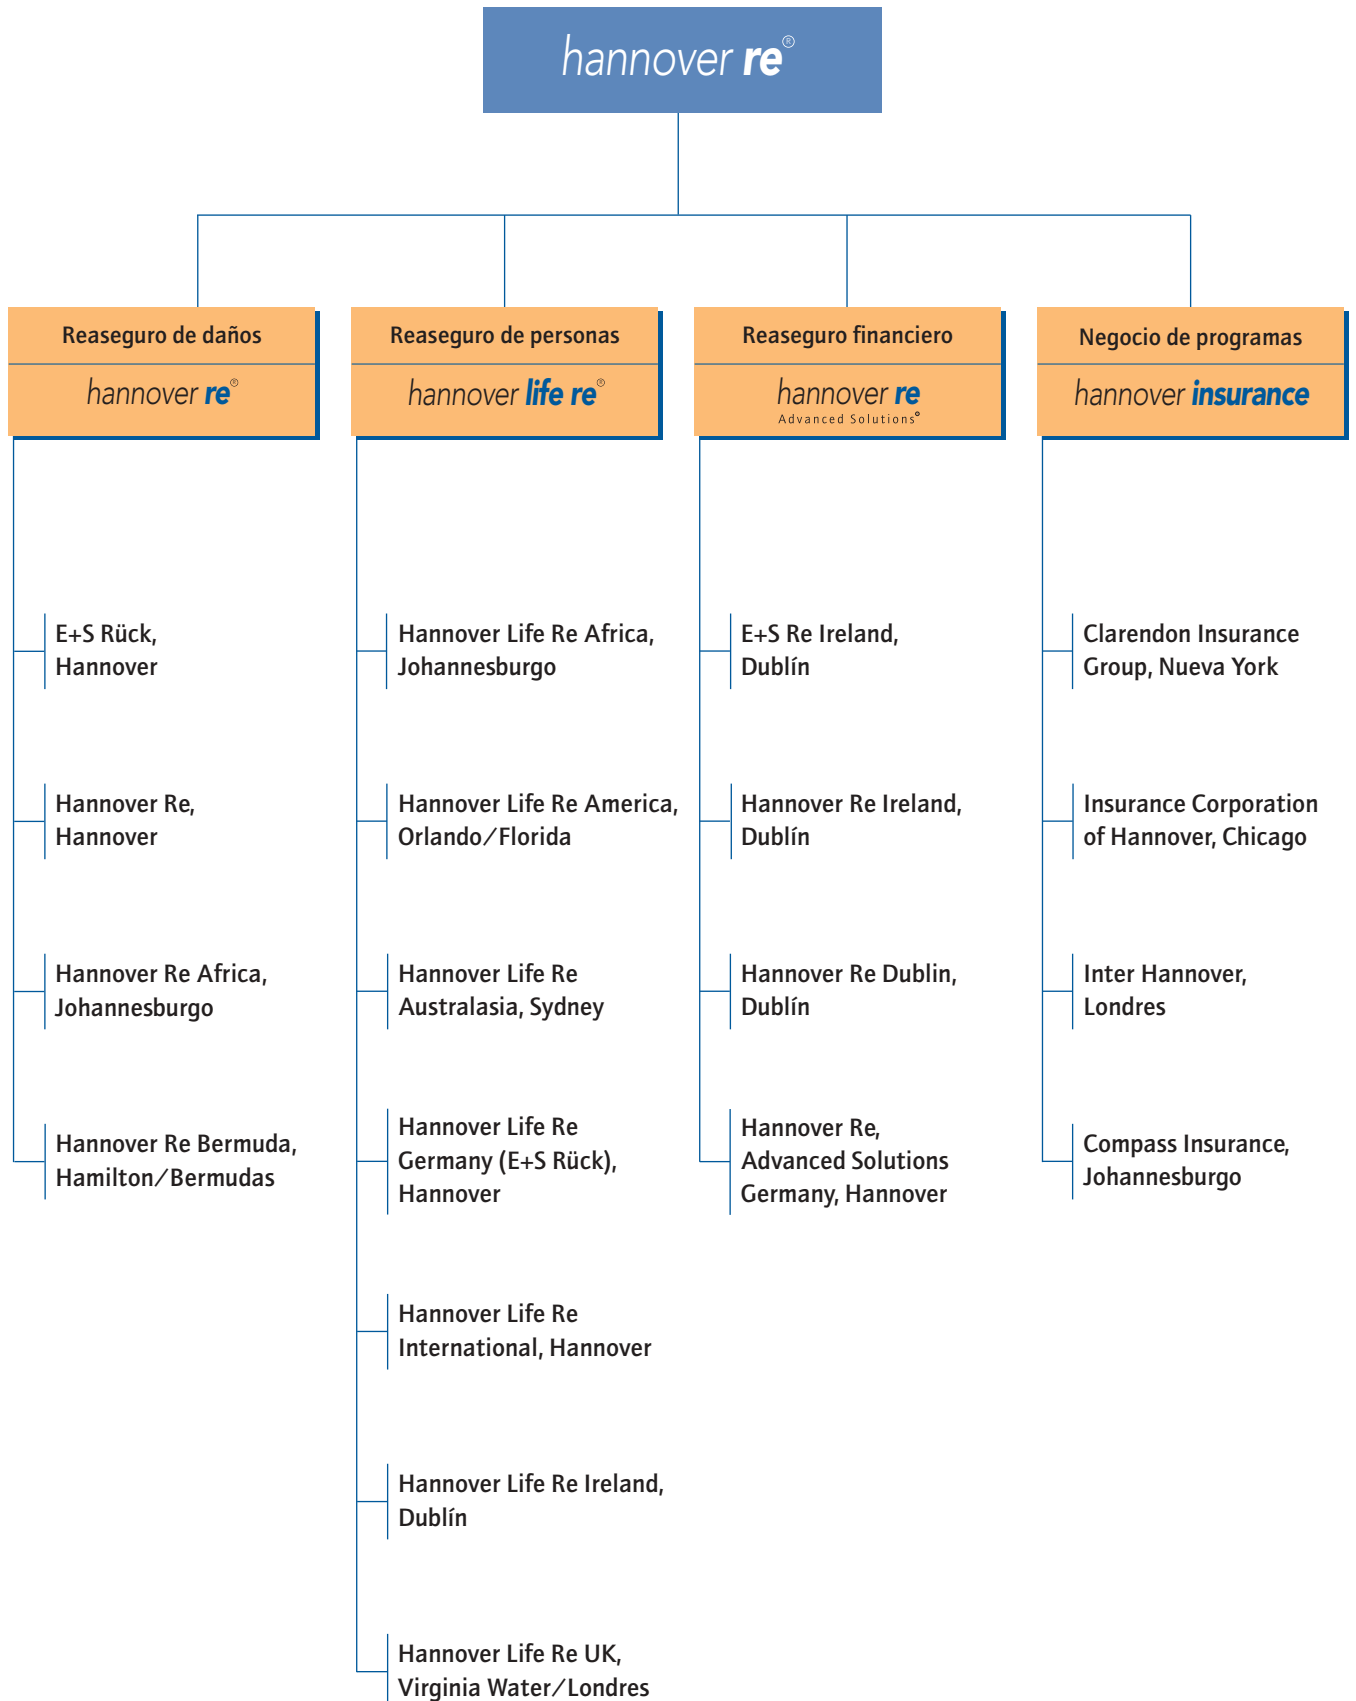 hannover re®
Reaseguro de daños
hannover re®
E+S Rück,
Hannover
Hannover Re,
Hannover
Hannover Re Africa,
Johannesburgo
Hannover Re Bermuda,
Hamilton/Bermudas
Reaseguro de personas
hannover life re®
Hannover Life Re Africa,
Johannesburgo
Hannover Life Re America,
Orlando/Florida
Hannover Life Re
Australasia, Sydney
Hannover Life Re
Germany (E+S Rück),
Hannover
Hannover Life Re
International, Hannover
Hannover Life Re Ireland,
Dublín
Hannover Life Re UK,
Virginia Water/Londres
Reaseguro financiero
hannover re
Advanced Solutions®
E+S Re Ireland,
Dublín
Hannover Re Ireland,
Dublín
Hannover Re Dublin,
Dublín
Hannover Re,
Advanced Solutions
Germany, Hannover
Negocio de programas
hannover insurance
Clarendon Insurance
Group, Nueva York
Insurance Corporation
of Hannover, Chicago
Inter Hannover,
Londres
Compass Insurance,
Johannesburgo